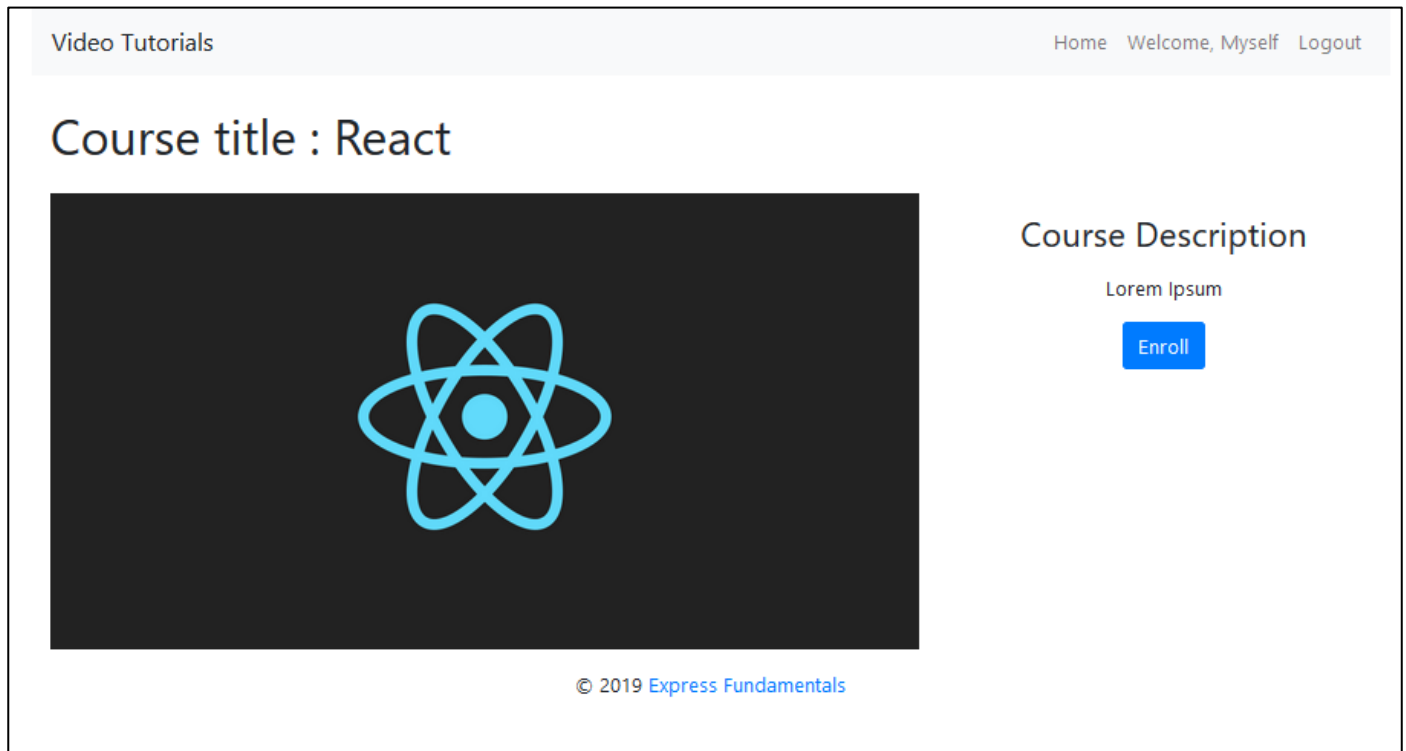 Video Tutorials Home Welcome, Myself Logout
Course title : React
Course Description
Lorem Ipsum
Enroll
© 2019 Express Fundamentals